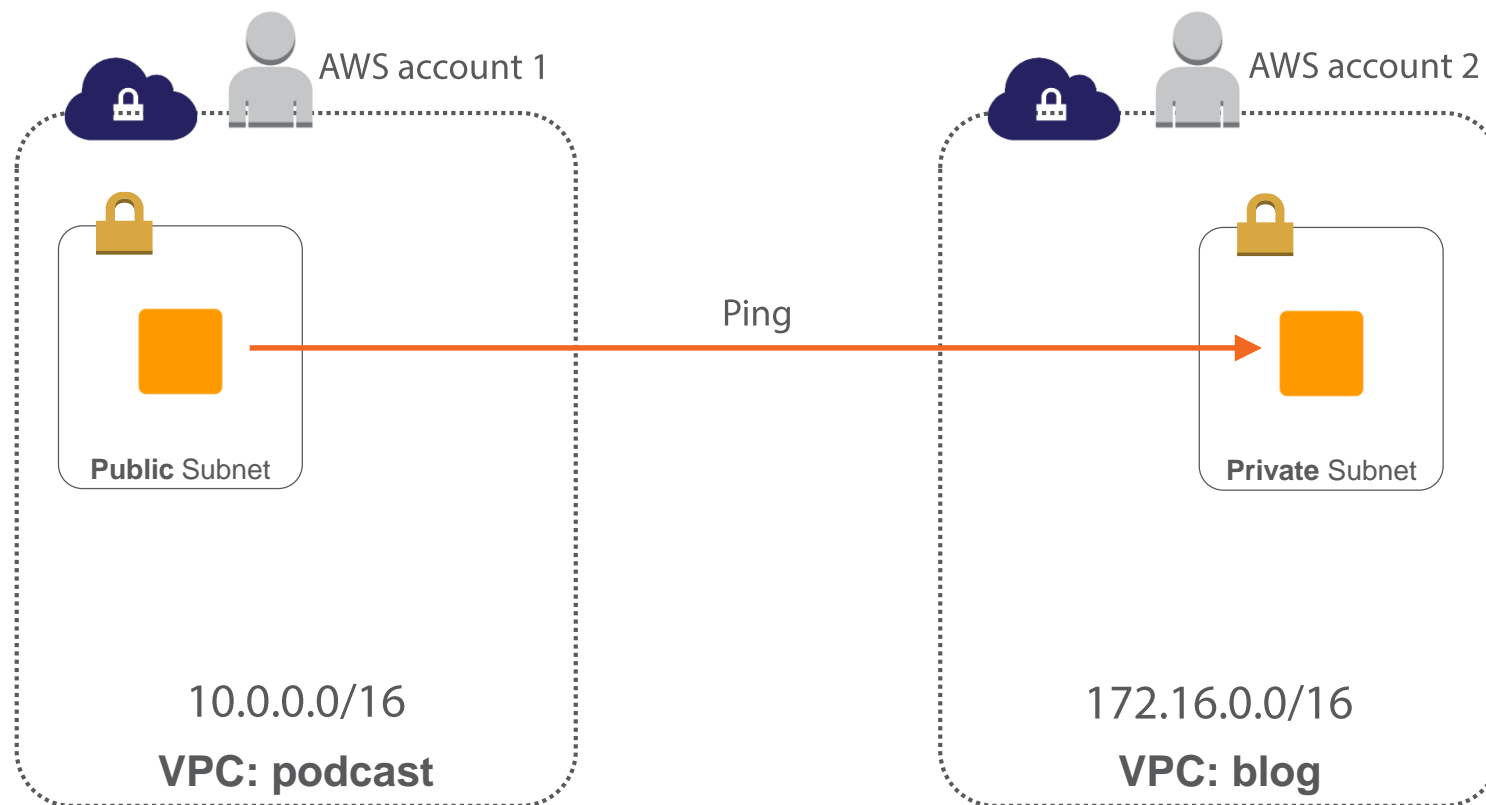 AWS account 1
AWS account 2
Ping
Public Subnet
Private Subnet
10.0.0.0/16
172.16.0.0/16
VPC: podcast
VPC: blog